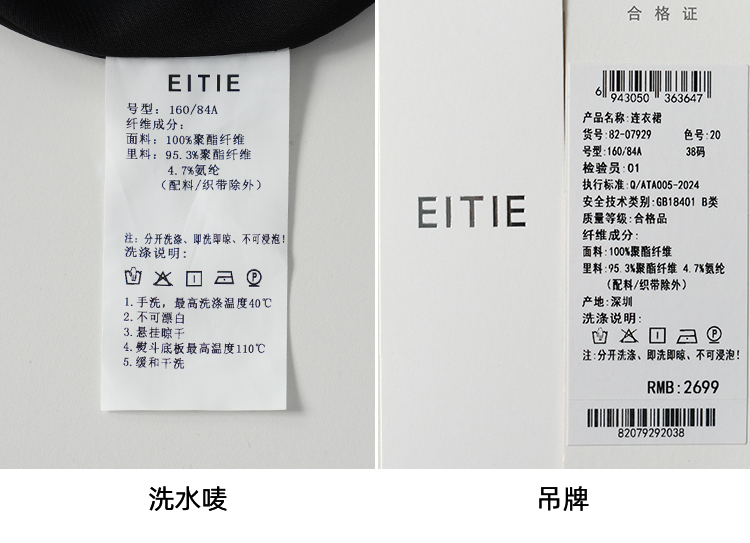 EITIE
号型: 160/84A
纤维成分:
面料: 100%聚酯纤维
里料: 95.3%聚酯纤维
4.7%氨纶
(配料/织带除外)
注: 分开洗涤、即洗即晾、不可浸泡!
洗涤说明:
1.手洗，最高洗涤温度40℃
2.不可漂白
3.悬挂晾干
4.熨斗底板最高温度110℃
5.缓和干洗
洗水唛
EITIE
合格证
6 943050 363647
产品名称:连衣裙
货号:82-07929 色号:20
号型:160/84A 38码
检验员:01
执行标准:Q/ATA005-2024
安全技术类别:GB18401 B类
质量等级:合格品
纤维成分:
面料:100%聚酯纤维
里料:95.3%聚酯纤维 4.7%氨纶
(配料/织带除外)
产地:深圳
洗涤说明:
注:分开洗涤、即洗即晾、不可浸泡!
RMB:2699
82079292038
吊牌